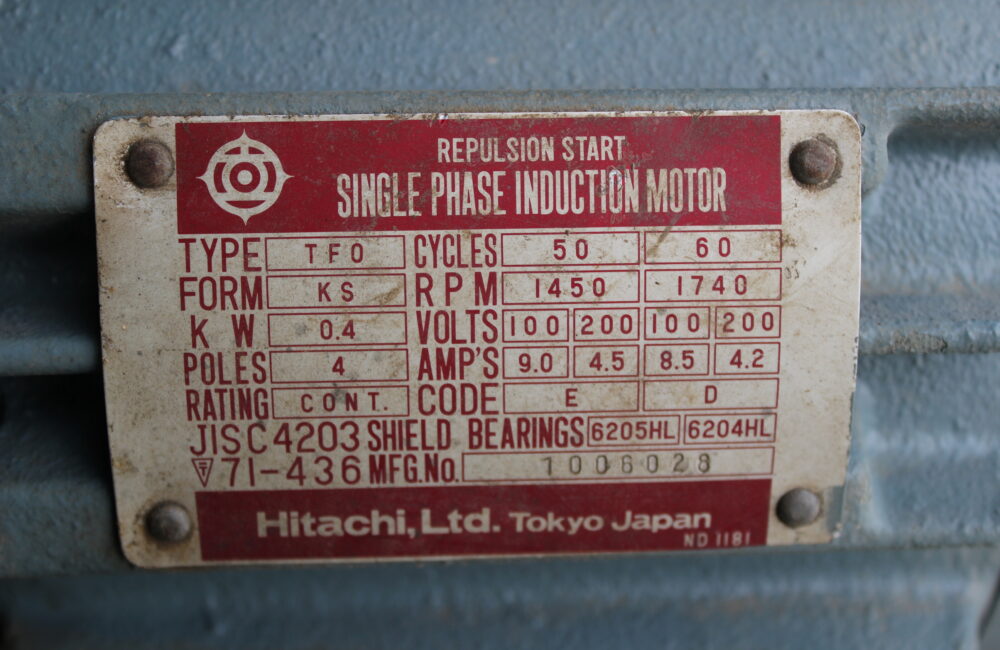 REPULSION START
SINGLE PHASE INDUCTION MOTOR
TYPE TFO CYCLES 50 60
FORM KS RPM 1450 1740
KW 0.4 VOLTS 100 200 100 200
POLES 4 AMP'S 9.0 4.5 8.5 4.2
RATING CONT. CODE E D
JISC4203 SHIELD BEARINGS 6205HL 6204HL
71-436 MFG.No. 1006028
Hitachi, Ltd. Tokyo Japan
ND 1181